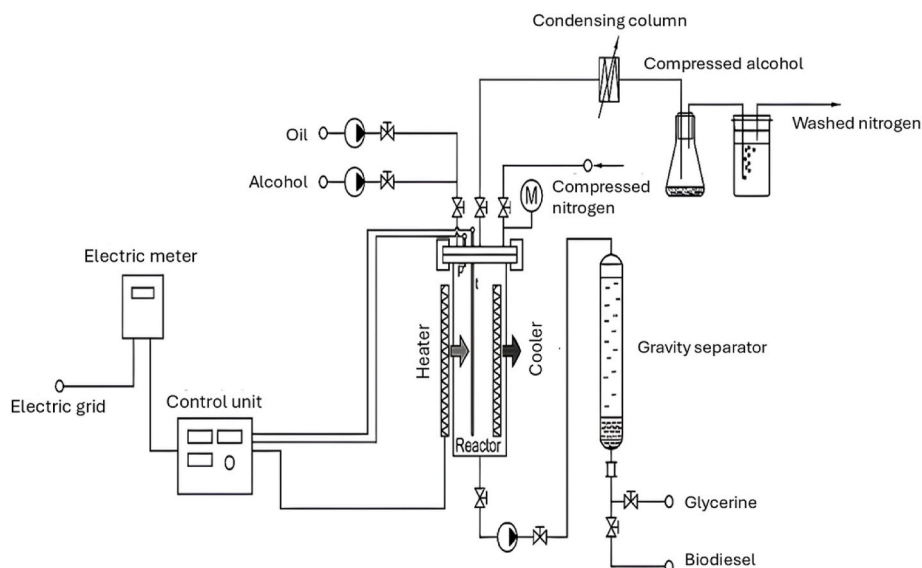 Condensing column
Compressed alcohol
Washed nitrogen
Oil
Alcohol
Compressed
nitrogen
M
Electric meter
p
t
Heater
Cooler
Gravity separator
Electric grid
Control unit
Reactor
Glycerine
Biodiesel